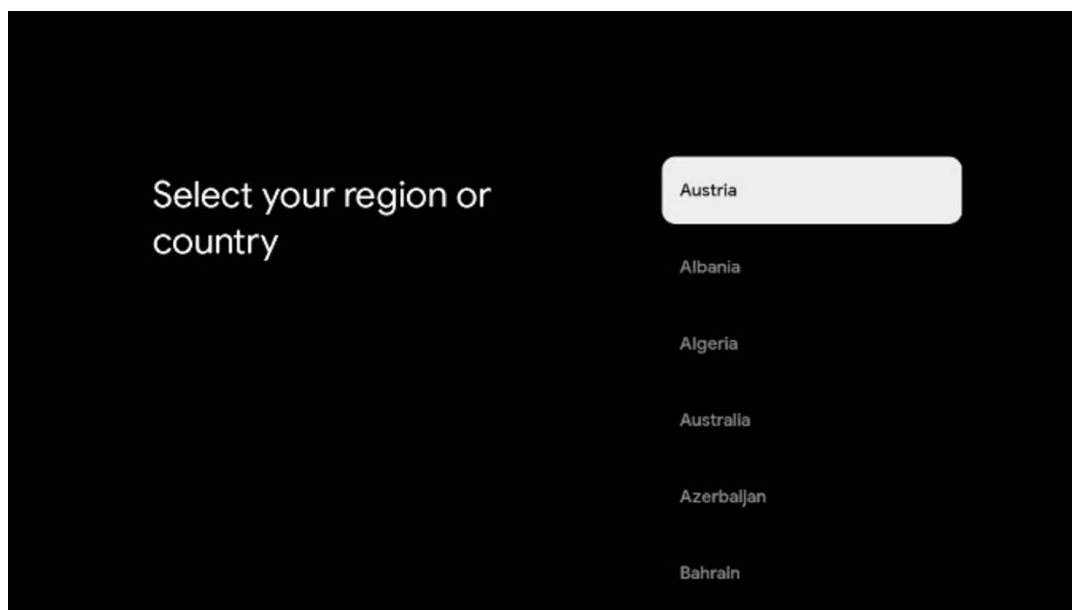 Select your region or
country
Austria
Albania
Algeria
Australia
Azerbaijan
Bahrain